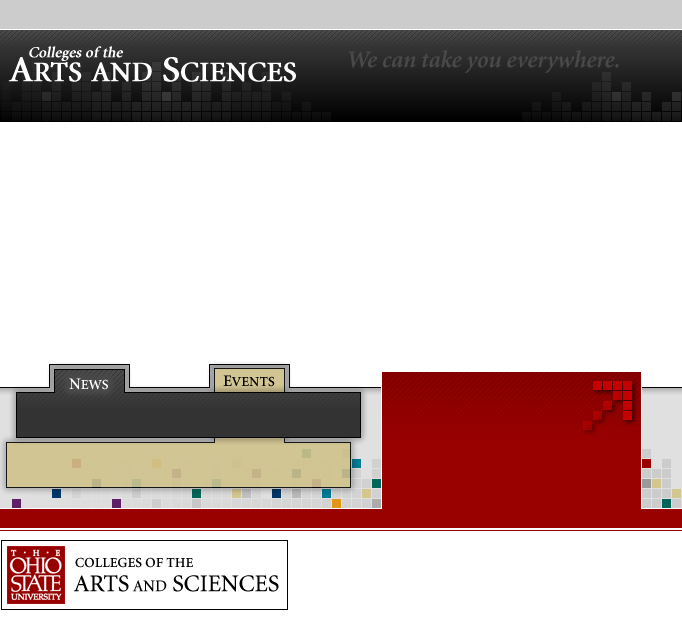 Colleges of the
ARTS AND SCIENCES
We can take you everywhere.
NEWS
EVENTS
T·H·E
OHIO
STATE
UNIVERSITY
COLLEGES OF THE
ARTS AND SCIENCES